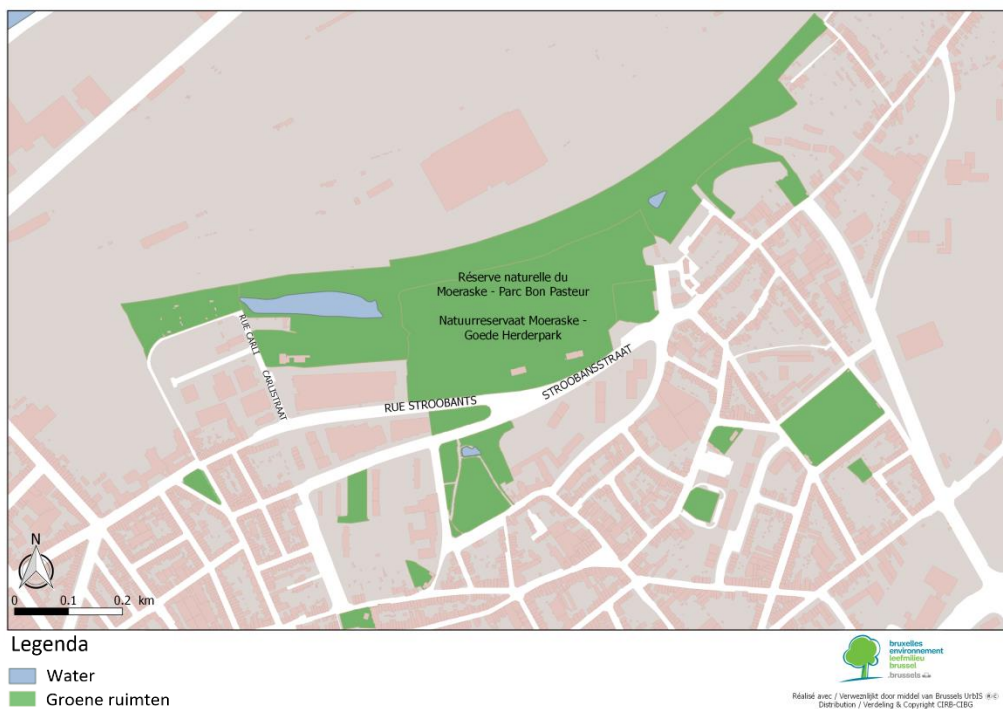 Réserve naturelle du
Moeraske - Parc Bon Pasteur
Natuurreservaat Moeraske -
Goede Herderpark
RUE CARLI
CARLISTRAAT
RUE STROOBANTS
STROOBANSSTRAAT
N
0 0.1 0.2 km
Legenda
Water
Groene ruimten
bruxelles
environnement
leefmilieu
brussel
.brussels
Réalisé avec / Verwezenlijkt door middel van Brussels UrbIS
Distribution / Verdeling & Copyright CIRB-CIBG